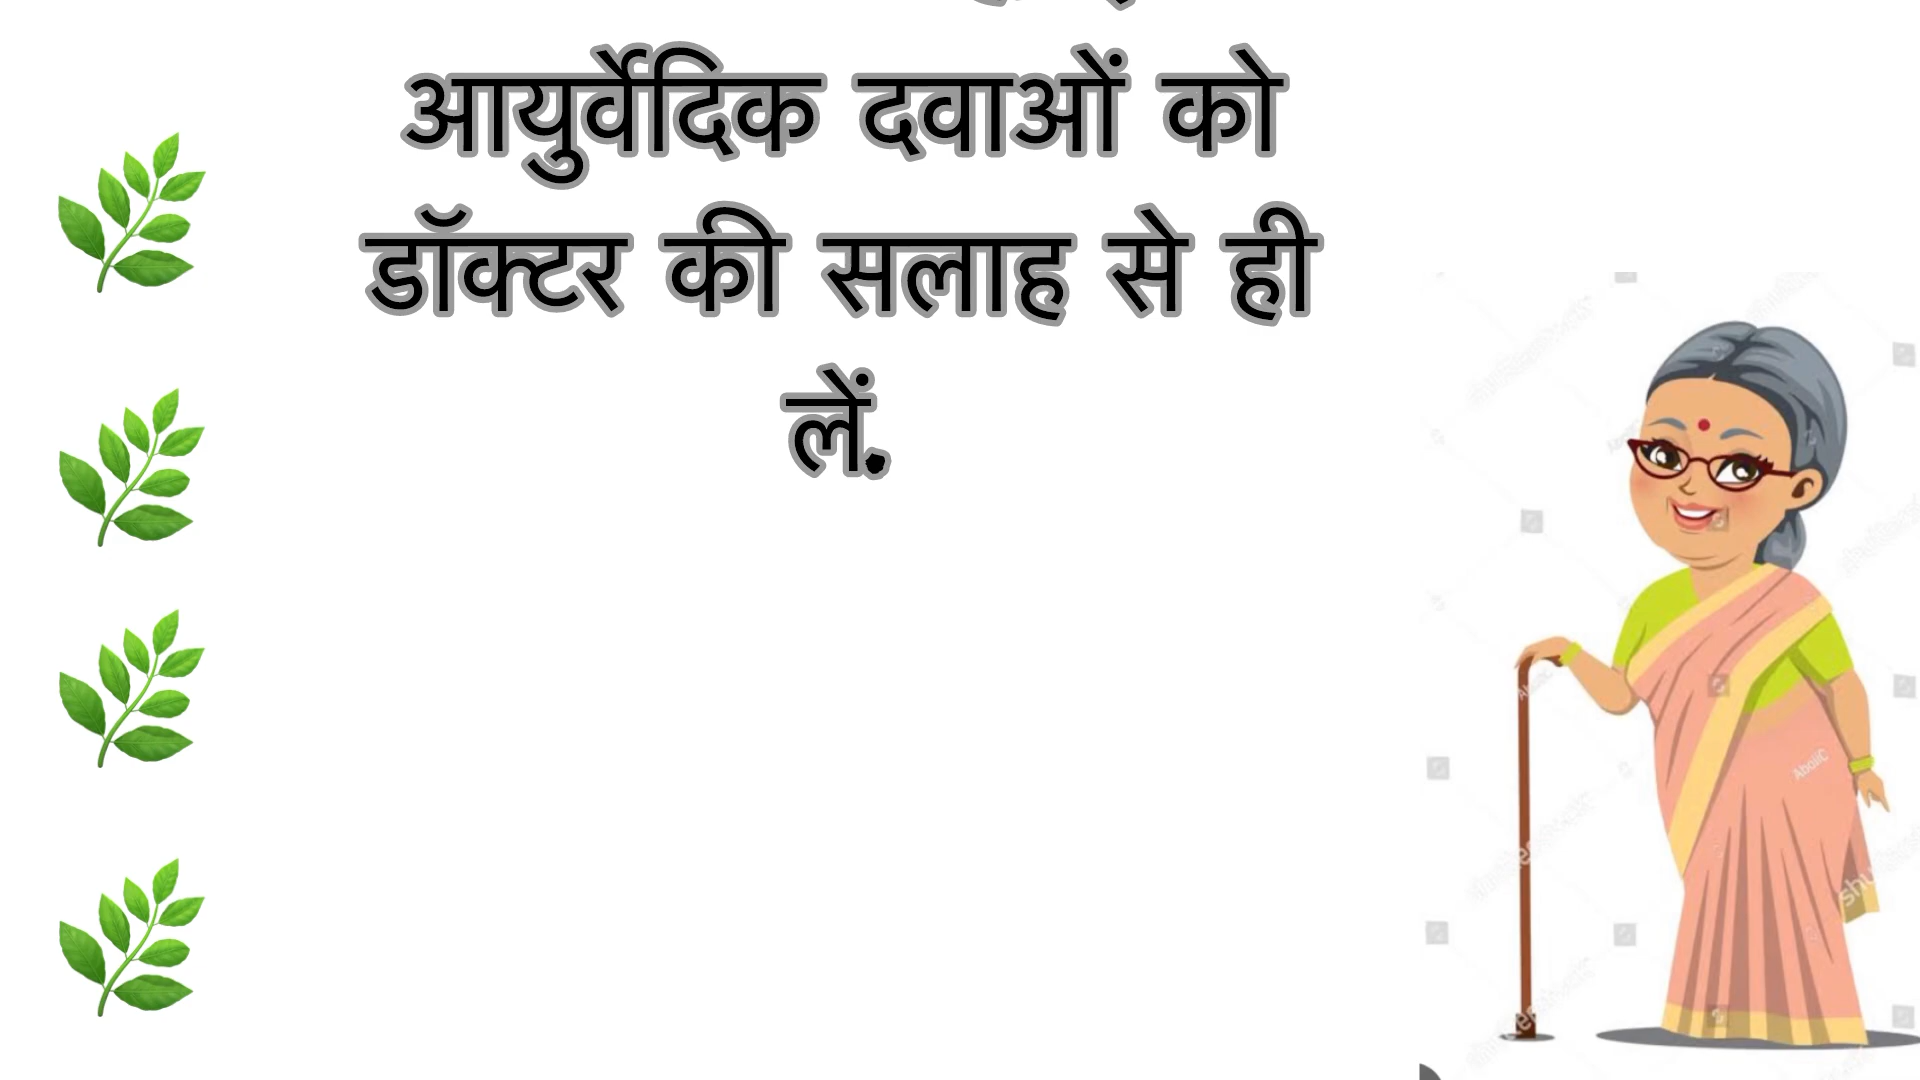 आयुर्वेदिक दवाओं को
डॉक्टर की सलाह से ही
लें.